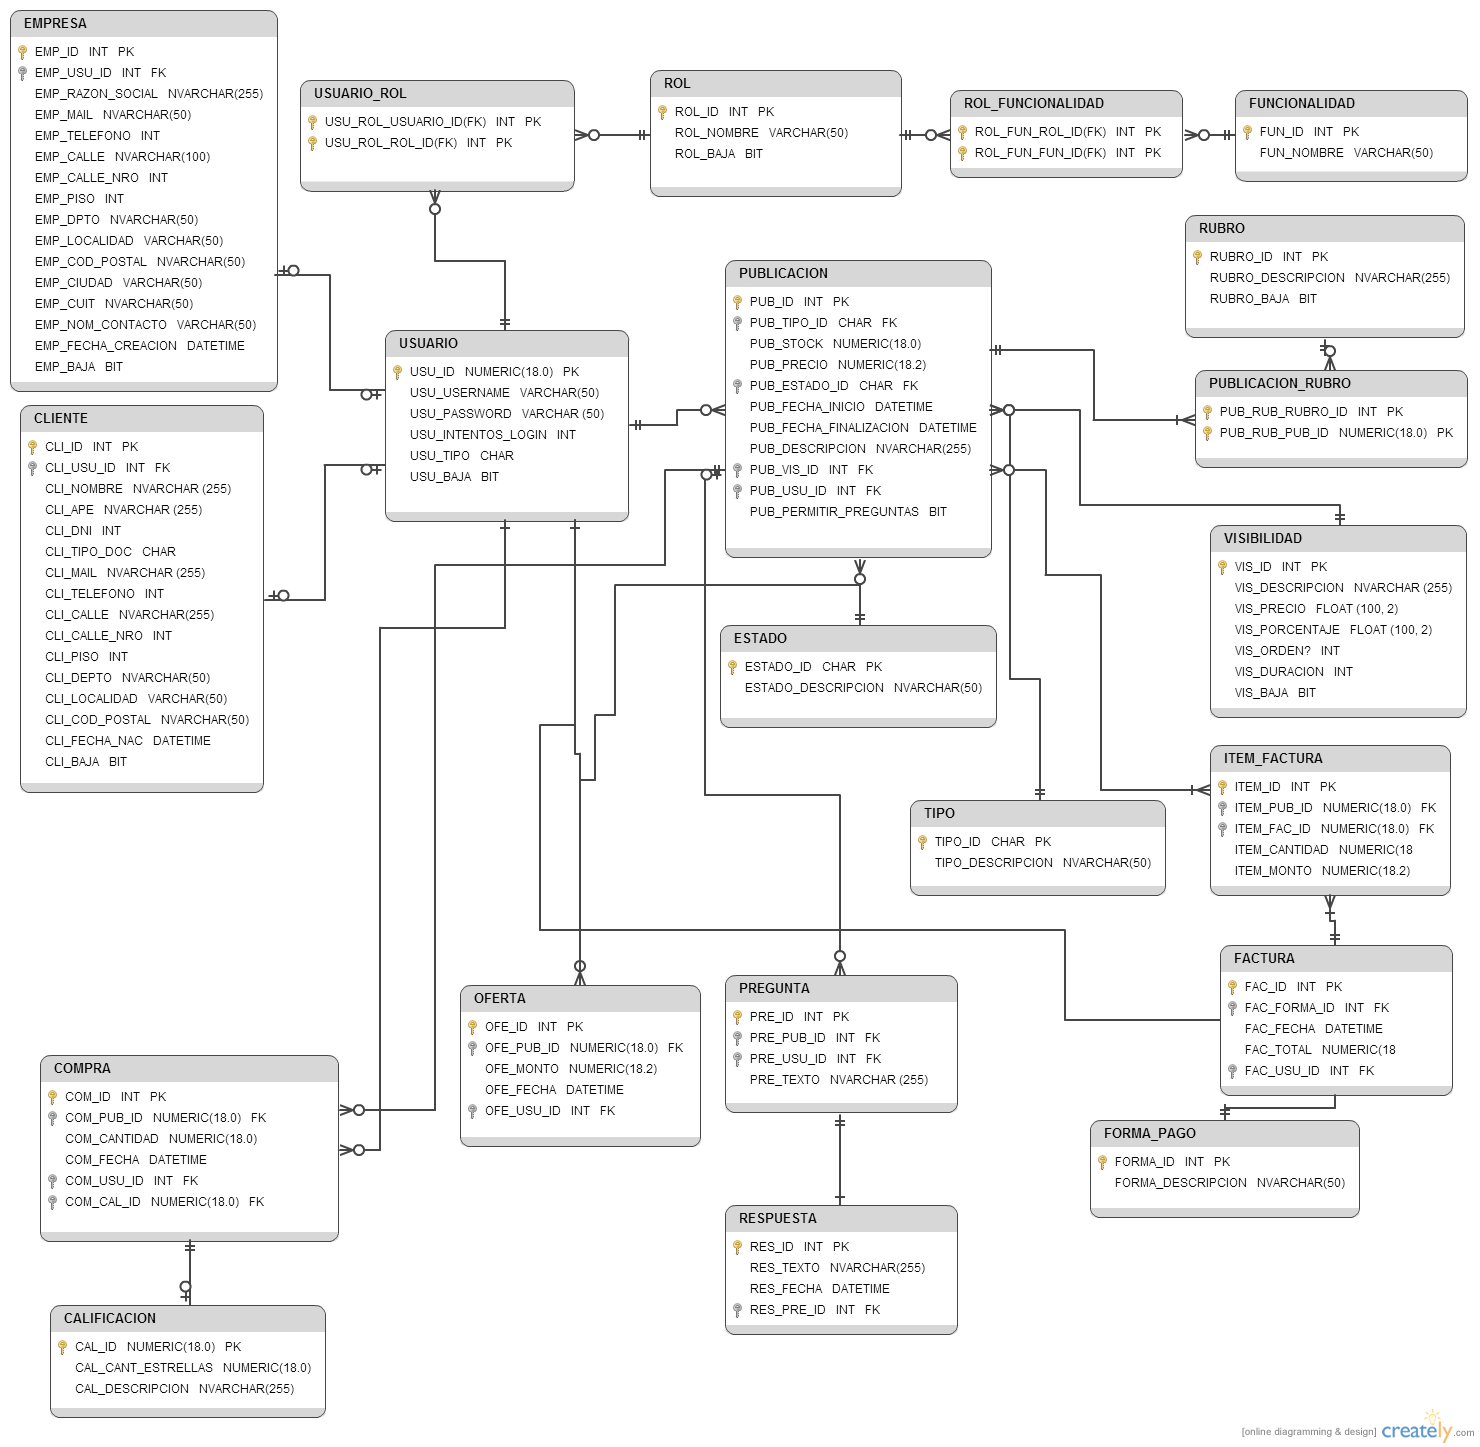 EMPRESA
EMP_ID INT PK
EMP_USU_ID INT FK
EMP_RAZON_SOCIAL NVARCHAR(255)
EMP_MAIL NVARCHAR(50)
EMP_TELEFONO INT
EMP_CALLE NVARCHAR(100)
EMP_CALLE_NRO INT
EMP_PISO INT
EMP_DPTO NVARCHAR(50)
EMP_LOCALIDAD VARCHAR(50)
EMP_COD_POSTAL NVARCHAR(50)
EMP_CIUDAD VARCHAR(50)
EMP_CUIT NVARCHAR(50)
EMP_NOM_CONTACTO VARCHAR(50)
EMP_FECHA_CREACION DATETIME
EMP_BAJA BIT
USUARIO_ROL
USU_ROL_USUARIO_ID(FK) INT PK
USU_ROL_ROL_ID(FK) INT PK
ROL
ROL_ID INT PK
ROL_NOMBRE VARCHAR(50)
ROL_BAJA BIT
ROL_FUNCIONALIDAD
ROL_FUN_ROL_ID(FK) INT PK
ROL_FUN_FUN_ID(FK) INT PK
FUNCIONALIDAD
FUN_ID INT PK
FUN_NOMBRE VARCHAR(50)
RUBRO
RUBRO_ID INT PK
RUBRO_DESCRIPCION NVARCHAR(255)
RUBRO_BAJA BIT
PUBLICACION
PUB_ID INT PK
PUB_TIPO_ID CHAR FK
PUB_STOCK NUMERIC(18.0)
PUB_PRECIO NUMERIC(18.2)
PUB_ESTADO_ID CHAR FK
PUB_FECHA_INICIO DATETIME
PUB_FECHA_FINALIZACION DATETIME
PUB_DESCRIPCION NVARCHAR(255)
PUB_VIS_ID INT FK
PUB_USU_ID INT FK
PUB_PERMITIR_PREGUNTAS BIT
USUARIO
USU_ID NUMERIC(18.0) PK
USU_USERNAME VARCHAR(50)
USU_PASSWORD VARCHAR (50)
USU_INTENTOS_LOGIN INT
USU_TIPO CHAR
USU_BAJA BIT
PUBLICACION_RUBRO
PUB_RUB_RUBRO_ID INT PK
PUB_RUB_PUB_ID NUMERIC(18.0) PK
CLIENTE
CLI_ID INT PK
CLI_USU_ID INT FK
CLI_NOMBRE NVARCHAR (255)
CLI_APE NVARCHAR (255)
CLI_DNI INT
CLI_TIPO_DOC CHAR
CLI_MAIL NVARCHAR (255)
CLI_TELEFONO INT
CLI_CALLE NVARCHAR(255)
CLI_CALLE_NRO INT
CLI_PISO INT
CLI_DEPTO NVARCHAR(50)
CLI_LOCALIDAD VARCHAR(50)
CLI_COD_POSTAL NVARCHAR(50)
CLI_FECHA_NAC DATETIME
CLI_BAJA BIT
VISIBILIDAD
VIS_ID INT PK
VIS_DESCRIPCION NVARCHAR (255)
VIS_PRECIO FLOAT (100, 2)
VIS_PORCENTAJE FLOAT (100, 2)
VIS_ORDEN? INT
VIS_DURACION INT
VIS_BAJA BIT
ESTADO
ESTADO_ID CHAR PK
ESTADO_DESCRIPCION NVARCHAR(50)
ITEM_FACTURA
ITEM_ID INT PK
ITEM_PUB_ID NUMERIC(18.0) FK
ITEM_FAC_ID NUMERIC(18.0) FK
ITEM_CANTIDAD NUMERIC(18
ITEM_MONTO NUMERIC(18.2)
TIPO
TIPO_ID CHAR PK
TIPO_DESCRIPCION NVARCHAR(50)
FACTURA
FAC_ID INT PK
FAC_FORMA_ID INT FK
FAC_FECHA DATETIME
FAC_TOTAL NUMERIC(18
FAC_USU_ID INT FK
OFERTA
OFE_ID INT PK
OFE_PUB_ID NUMERIC(18.0) FK
OFE_MONTO NUMERIC(18.2)
OFE_FECHA DATETIME
OFE_USU_ID INT FK
PREGUNTA
PRE_ID INT PK
PRE_PUB_ID INT FK
PRE_USU_ID INT FK
PRE_TEXTO NVARCHAR (255)
COMPRA
COM_ID INT PK
COM_PUB_ID NUMERIC(18.0) FK
COM_CANTIDAD NUMERIC(18.0)
COM_FECHA DATETIME
COM_USU_ID INT FK
COM_CAL_ID NUMERIC(18.0) FK
FORMA_PAGO
FORMA_ID INT PK
FORMA_DESCRIPCION NVARCHAR(50)
RESPUESTA
RES_ID INT PK
RES_TEXTO NVARCHAR(255)
RES_FECHA DATETIME
RES_PRE_ID INT FK
CALIFICACION
CAL_ID NUMERIC(18.0) PK
CAL_CANT_ESTRELLAS NUMERIC(18.0)
CAL_DESCRIPCION NVARCHAR(255)
[online diagramming & design] creately.com